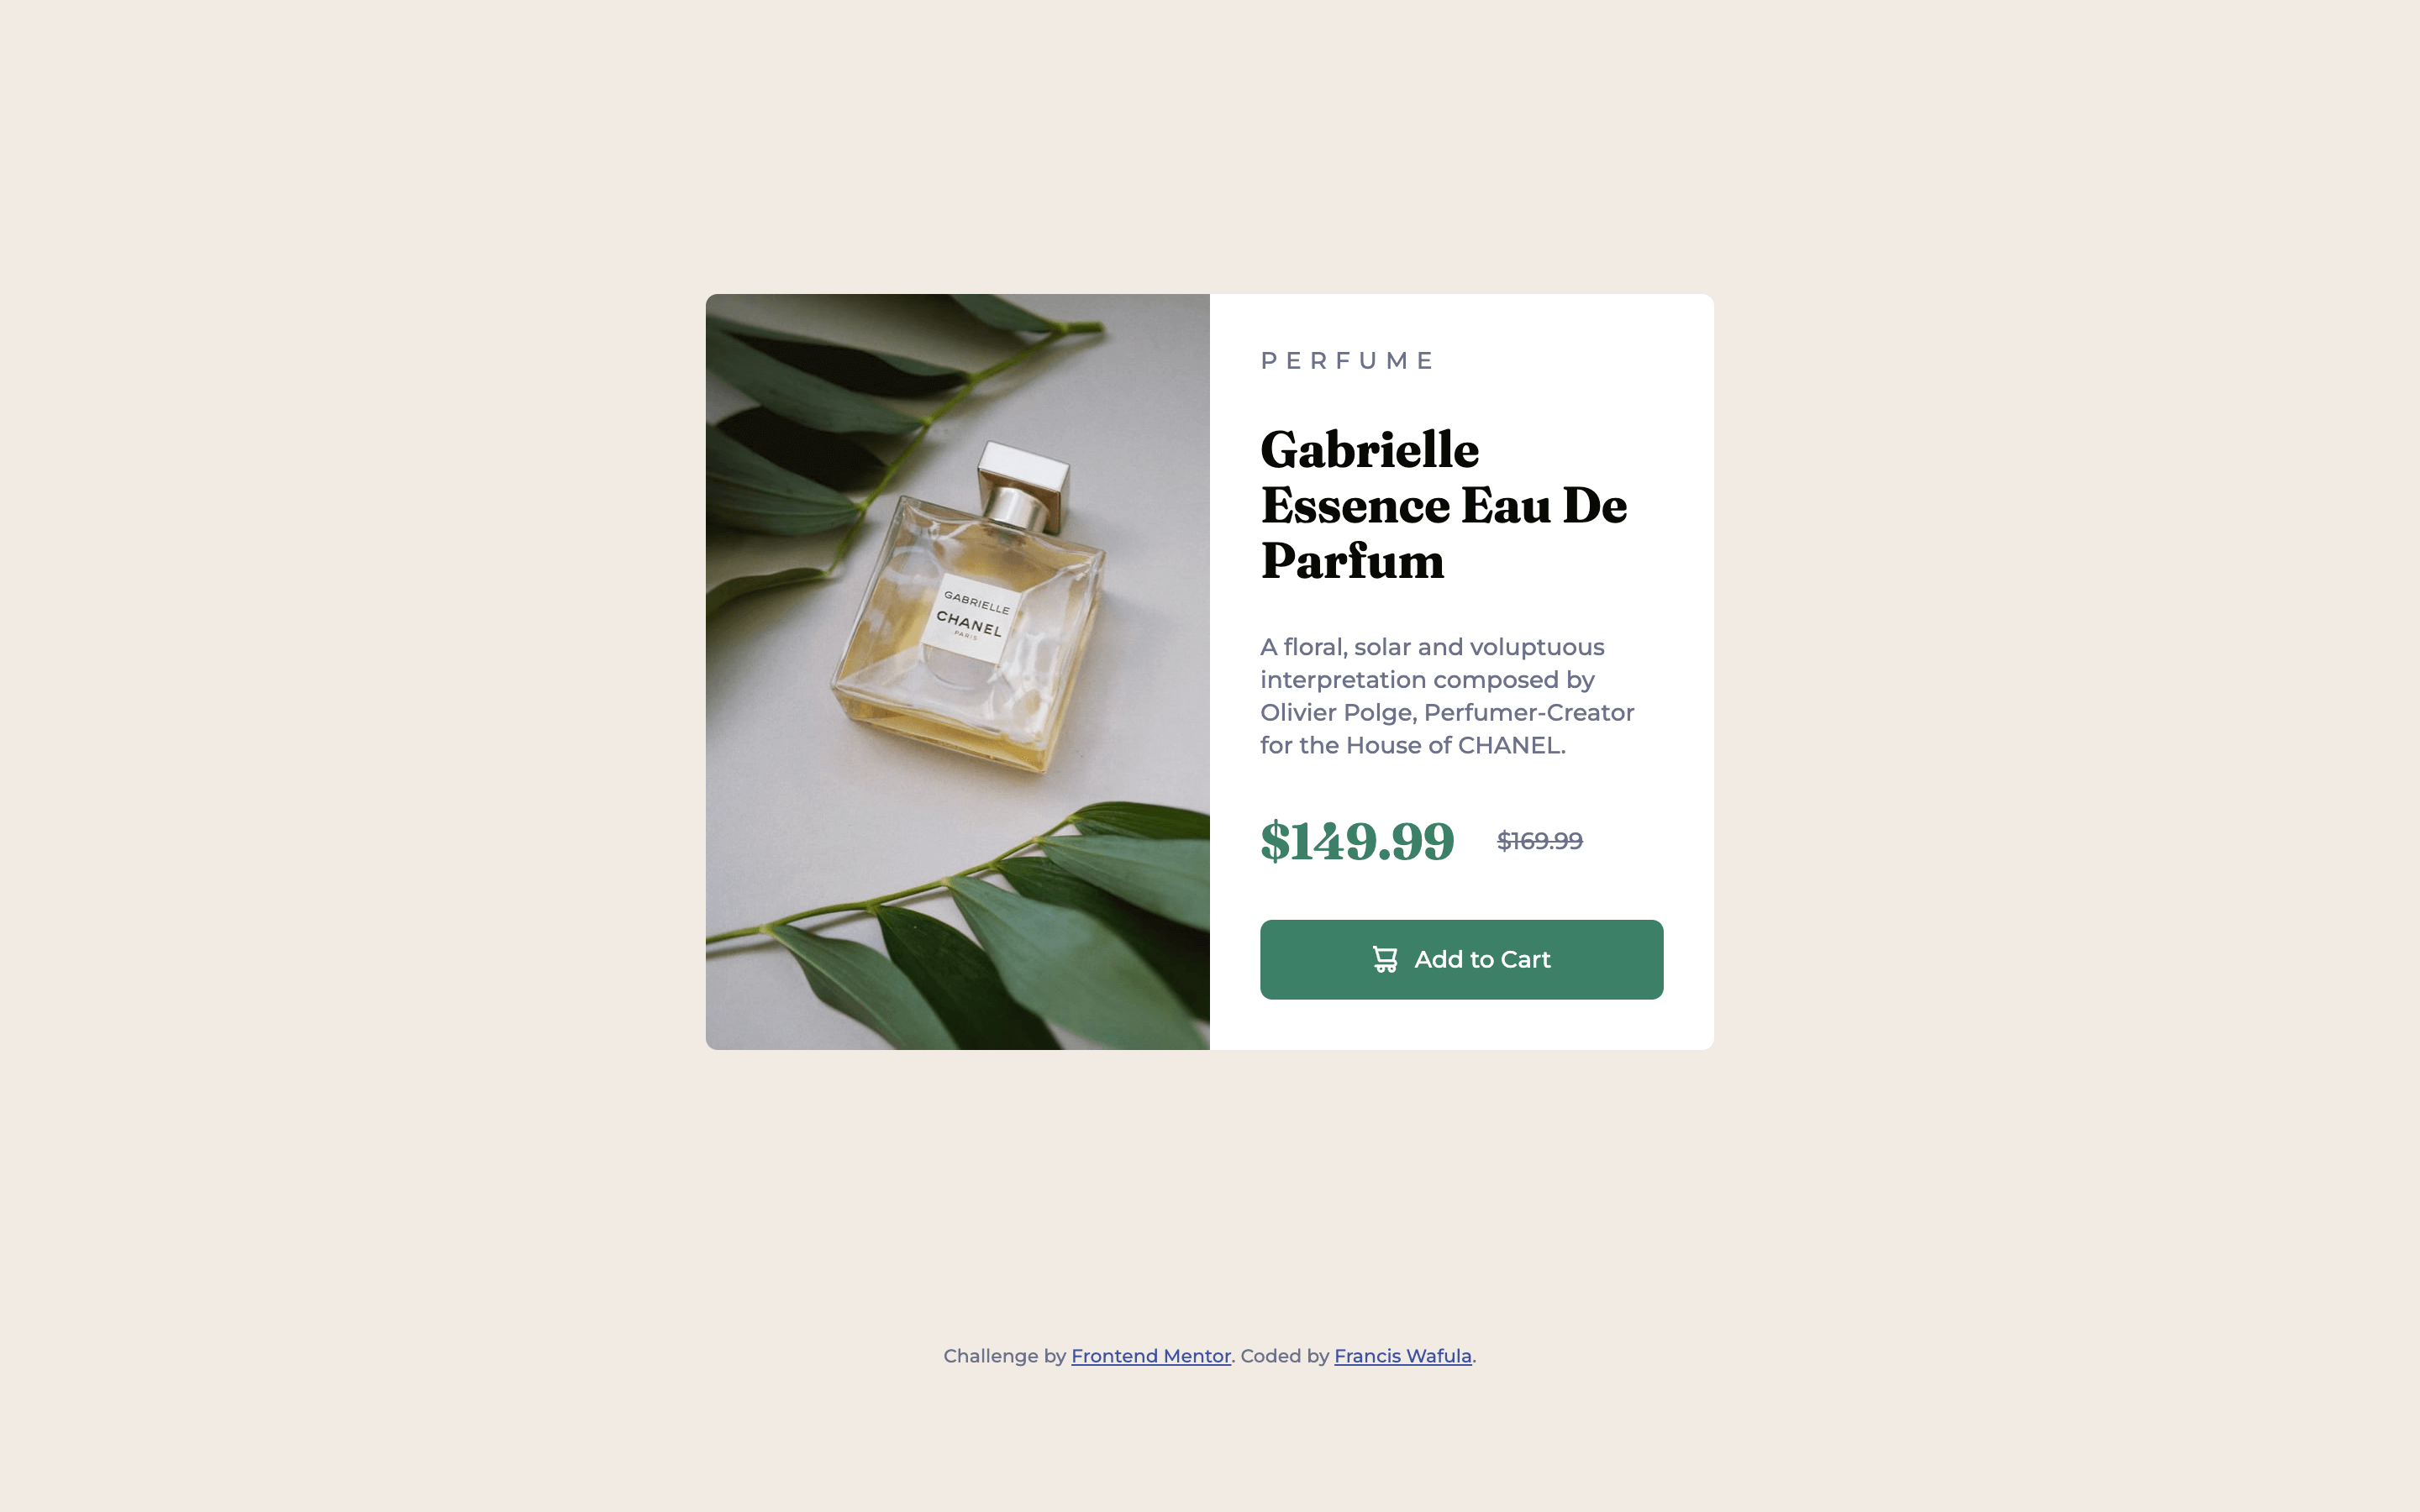 GABRIELLE
CHANEL
PARIS
PERFUME
Gabrielle
Essence Eau De
Parfum
A floral, solar and voluptuous
interpretation composed by
Olivier Polge, Perfumer-Creator
for the House of CHANEL.
$149.99 $169.99
Add to Cart
Challenge by Frontend Mentor. Coded by Francis Wafula.